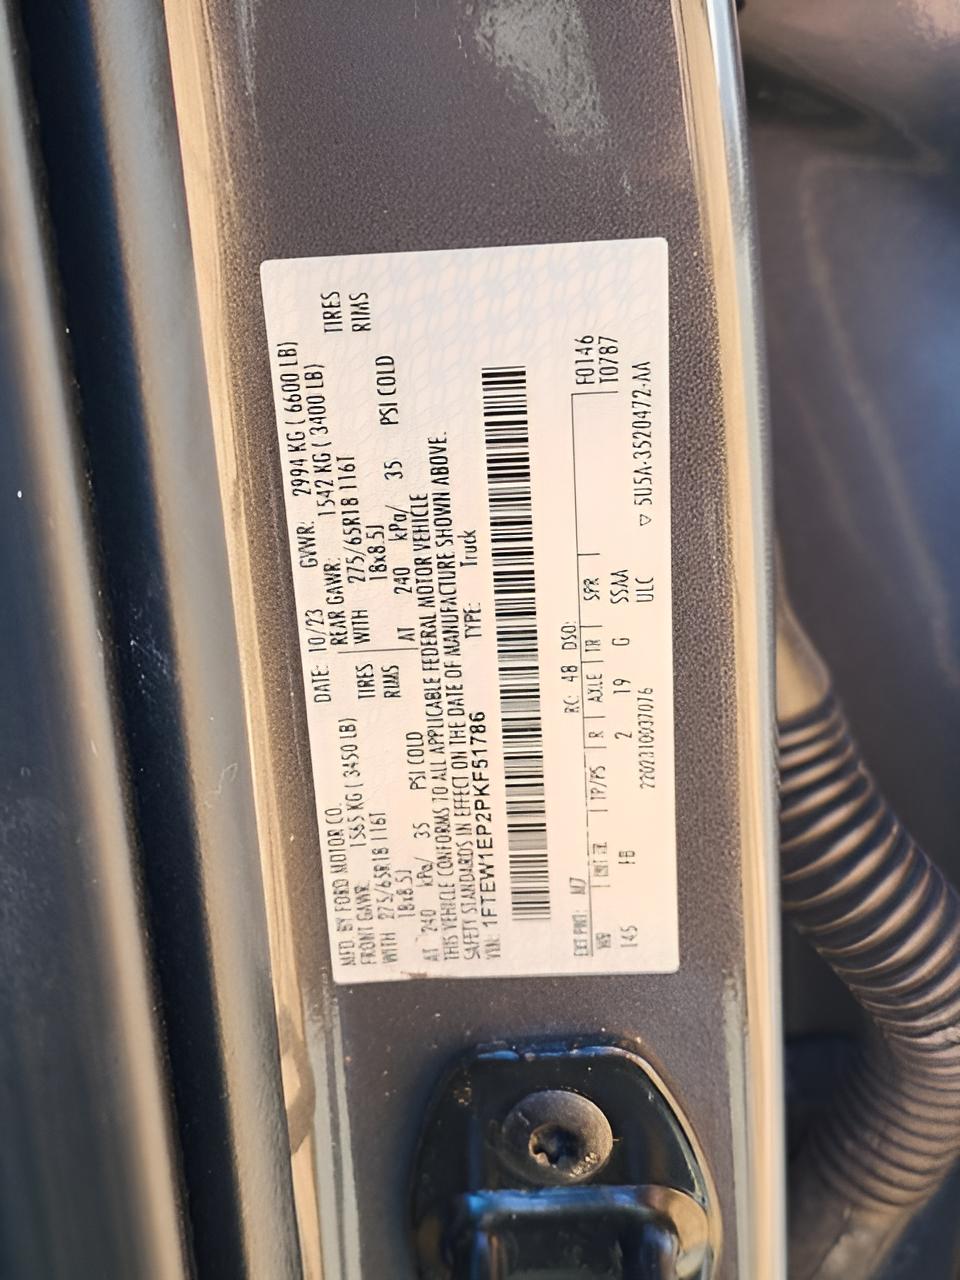 MFD. BY FORD MOTOR CO.
DATE: 10/23 GVWR: 2994 KG ( 6600 LB)
FRONT GAWR: 1565 KG ( 3450 LB)
REAR GAWR: 1542 KG ( 3400 LB)
WITH 275/65R18 116T TIRES
WITH 275/65R18 116T TIRES
18x8.5J RIMS
18x8.5J RIMS
AT 240 kPa/ 35 PSI COLD
AT 240 kPa/ 35 PSI COLD
THIS VEHICLE CONFORMS TO ALL APPLICABLE FEDERAL MOTOR VEHICLE
SAFETY STANDARDS IN EFFECT ON THE DATE OF MANUFACTURE SHOWN ABOVE.
VIN: 1FTEW1EP2PKF51786
TYPE: Truck
F0146
T0787
EXT PNT: M7 RC: 48 DSO:
WB TP/PS R AXLE TR SPR
145 1B 2 19 G SSAA
ULC
▽ 5U5A-3520472-AA